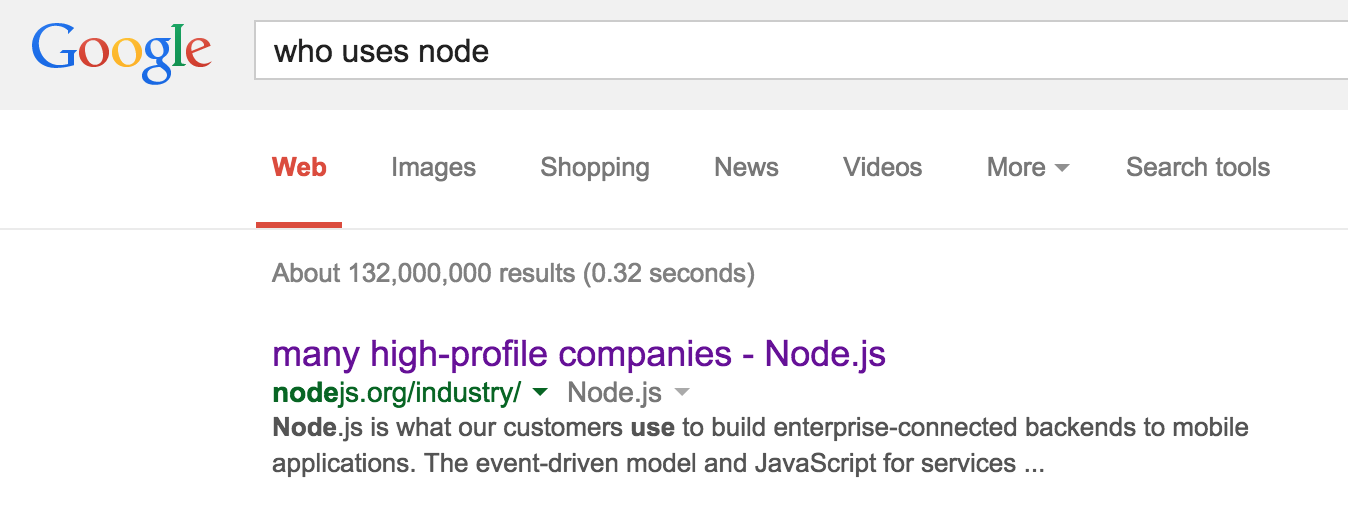 Google who uses node
Web Images Shopping News Videos More Search tools
About 132,000,000 results (0.32 seconds)
many high-profile companies - Node.js
nodejs.org/industry/ Node.js
Node.js is what our customers use to build enterprise-connected backends to mobile
applications. The event-driven model and JavaScript for services ...